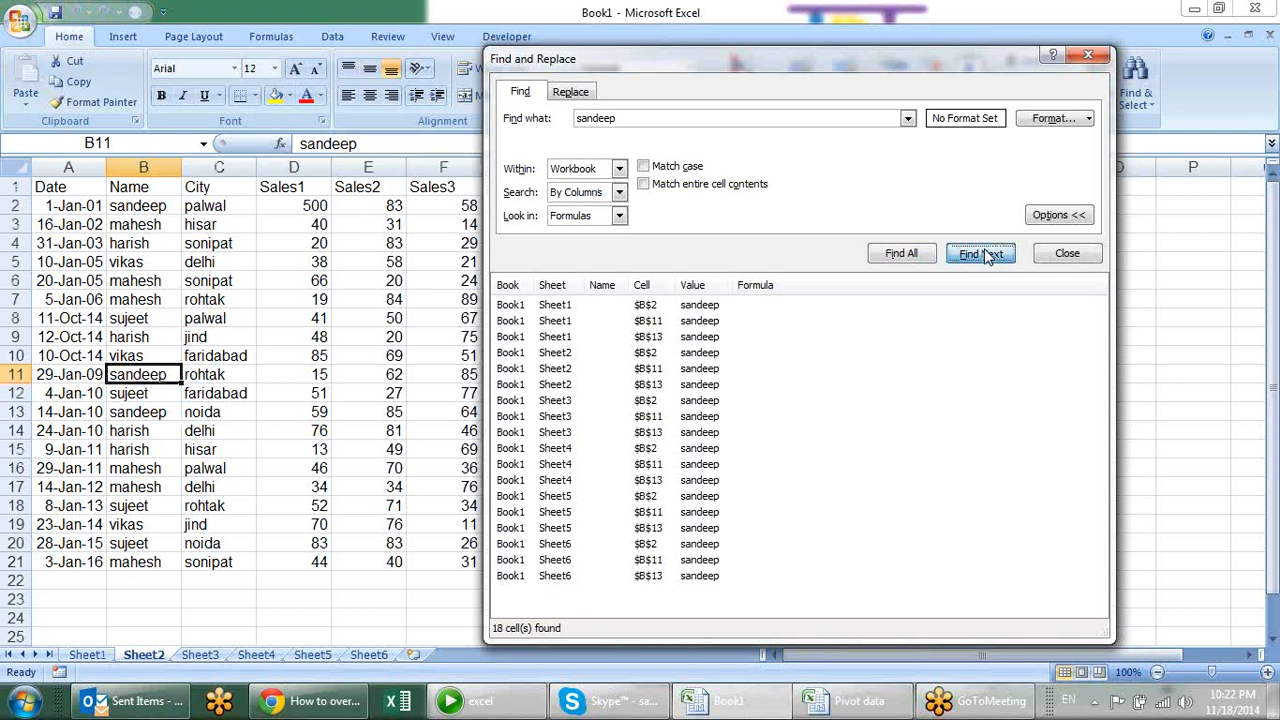 Book1 - Microsoft Excel
Home Insert Page Layout Formulas Data Review View Developer
Paste
Cut
Copy
Format Painter
Clipboard
Arial 12
B I U A
Font
Alignment
Find &
Select
B11 fx sandeep
A B C D E F P
1 Date Name City Sales1 Sales2 Sales3
2 1-Jan-01 sandeep palwal 500 83 58
3 16-Jan-02 mahesh hisar 40 31 14
4 31-Jan-03 harish sonipat 20 83 29
5 10-Jan-05 vikas delhi 38 58 21
6 20-Jan-05 mahesh sonipat 66 20 24
7 5-Jan-06 mahesh rohtak 19 84 89
8 11-Oct-14 sujeet palwal 41 50 67
9 12-Oct-14 harish jind 48 20 75
10 10-Oct-14 vikas faridabad 85 69 51
11 29-Jan-09 sandeep rohtak 15 62 85
12 4-Jan-10 sujeet faridabad 51 27 77
13 14-Jan-10 sandeep noida 59 85 64
14 24-Jan-10 harish delhi 76 81 46
15 9-Jan-11 harish hisar 13 49 69
16 29-Jan-11 mahesh palwal 46 70 36
17 14-Jan-12 mahesh delhi 34 34 76
18 8-Jan-13 sujeet rohtak 52 71 34
19 23-Jan-14 vikas jind 70 76 11
20 28-Jan-15 sujeet noida 83 83 26
21 3-Jan-16 mahesh sonipat 44 40 31
22
23
24
25
Find and Replace
Find Replace
Find what: sandeep No Format Set Format...
Within: Workbook Match case
Search: By Columns Match entire cell contents
Look in: Formulas
Options <<
Find All Find Next Close
Book Sheet Name Cell Value Formula
Book1 Sheet1 $B$2 sandeep
Book1 Sheet1 $B$11 sandeep
Book1 Sheet1 $B$13 sandeep
Book1 Sheet2 $B$2 sandeep
Book1 Sheet2 $B$11 sandeep
Book1 Sheet2 $B$13 sandeep
Book1 Sheet3 $B$2 sandeep
Book1 Sheet3 $B$11 sandeep
Book1 Sheet3 $B$13 sandeep
Book1 Sheet4 $B$2 sandeep
Book1 Sheet4 $B$11 sandeep
Book1 Sheet4 $B$13 sandeep
Book1 Sheet5 $B$2 sandeep
Book1 Sheet5 $B$11 sandeep
Book1 Sheet5 $B$13 sandeep
Book1 Sheet6 $B$2 sandeep
Book1 Sheet6 $B$11 sandeep
Book1 Sheet6 $B$13 sandeep
18 cell(s) found
Sheet1 Sheet2 Sheet3 Sheet4 Sheet5 Sheet6
Ready 100%
Sent Items - ... How to over... excel Skype™ - sa... Book1 Pivot data GoToMeeting EN 10:22 PM
11/18/2014